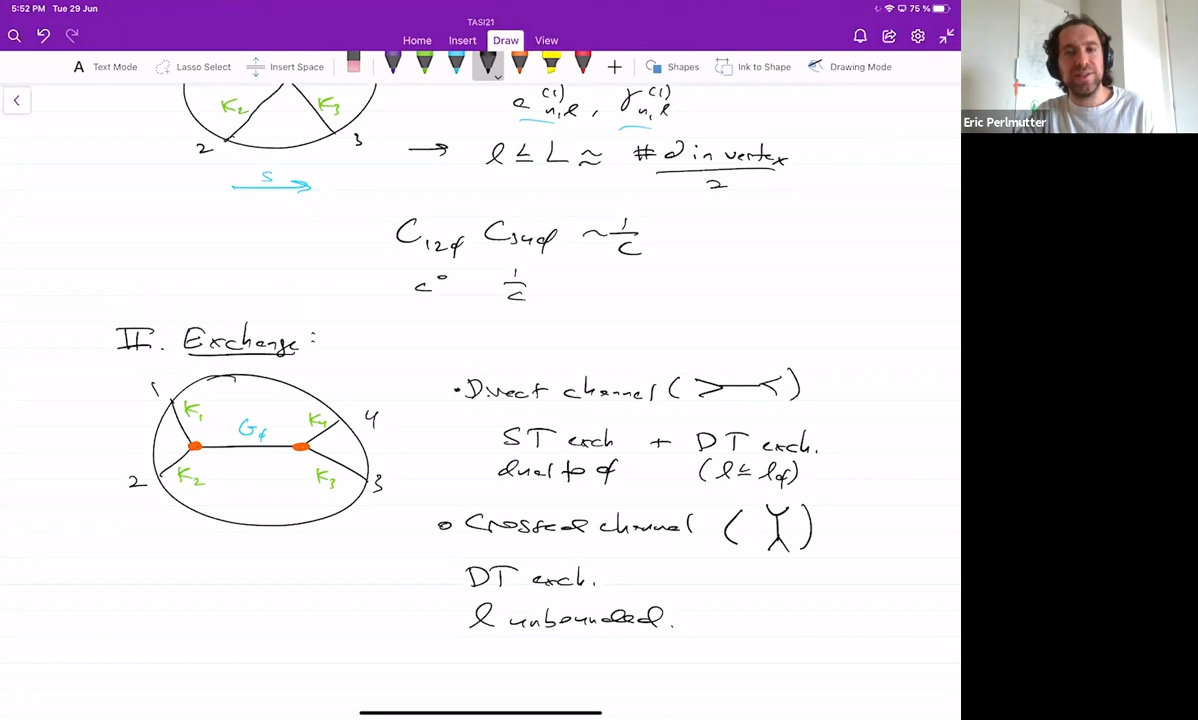 5:52 PM Tue 29 Jun
75 %
TASI21
Home Insert Draw View
A Text Mode Lasso Select Insert Space Shapes Ink to Shape Drawing Mode
Eric Perlmutter
K₂ K₃
2 3
a⁽¹⁾ₙ,ₗ , γ⁽¹⁾ₙ,ₗ
→ l ≤ L ≈ # ∂ in vertex / 2
s
C₁₂φ C₃₄φ ~ 1/c
c⁰ 1/c
II. Exchange:
1 K₁ Gφ K₄ 4
2 K₂ K₃ 3
• Direct channel ( )
ST exch + DT exch.
dual to φ (l ≤ lφ)
• Crossed channel ( )
DT exch.
l unbounded.